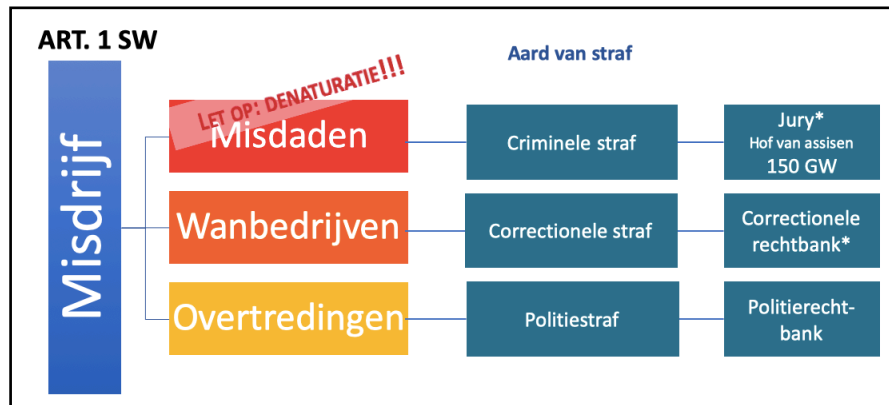 ART. 1 SW
Aard van straf
Misdrijf
LET OP: DENATURATIE!!!
Misdaden
Criminele straf
Jury*
Hof van assisen
150 GW
Wanbedrijven
Correctionele straf
Correctionele
rechtbank*
Overtredingen
Politiestraf
Politierecht-
bank